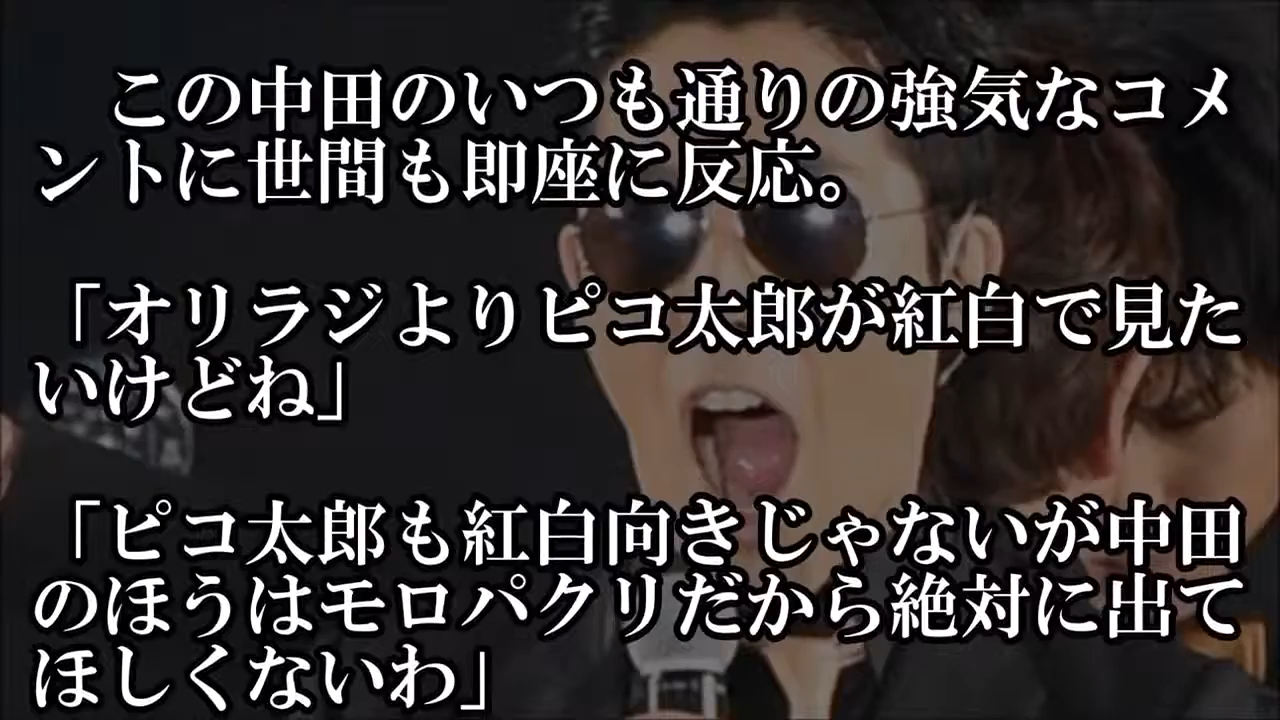 この中田のいつも通りの強気なコメ
ントに世間も即座に反応。
「オリラジよりピコ太郎が紅白で見た
いけどね」
「ピコ太郎も紅白向きじゃないが中田
のほうはモロパクリだから絶対に出て
ほしくないわ」